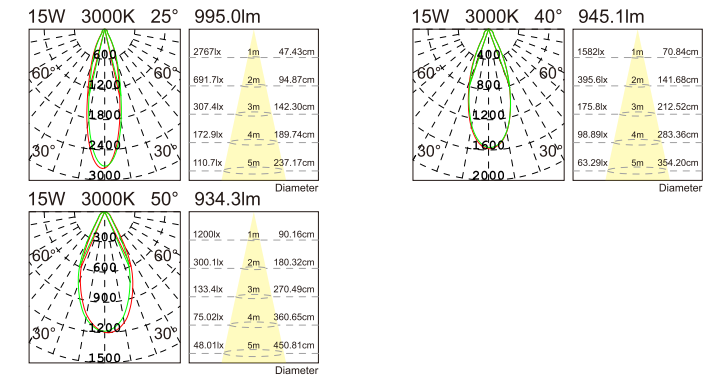 15W 3000K 25° 995.0lm
600
60° 60°
1200
1800
2400
30° 30°
3000
2767lx 1m 47.43cm
691.7lx 2m 94.87cm
307.4lx 3m 142.30cm
172.9lx 4m 189.74cm
110.7lx 5m 237.17cm
Diameter
15W 3000K 40° 945.1lm
400
60° 60°
800
1200
1600
30° 30°
2000
1582lx 1m 70.84cm
395.6lx 2m 141.68cm
175.8lx 3m 212.52cm
98.89lx 4m 283.36cm
63.29lx 5m 354.20cm
Diameter
15W 3000K 50° 934.3lm
300
60° 60°
600
900
1200
30° 30°
1500
1200lx 1m 90.16cm
300.1lx 2m 180.32cm
133.4lx 3m 270.49cm
75.02lx 4m 360.65cm
48.01lx 5m 450.81cm
Diameter